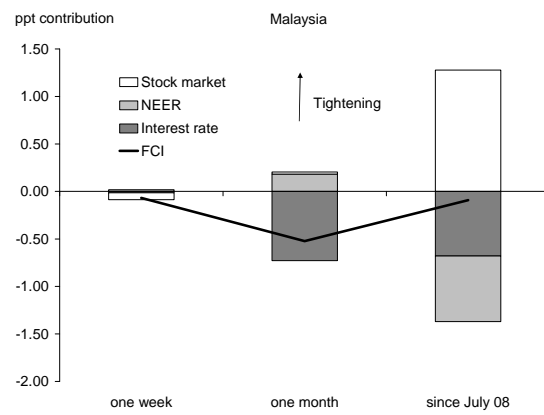 ppt contribution
Malaysia
1.50
1.00
0.50
0.00
-0.50
-1.00
-1.50
-2.00
Stock market
NEER
Interest rate
FCI
Tightening
one week
one month
since July 08